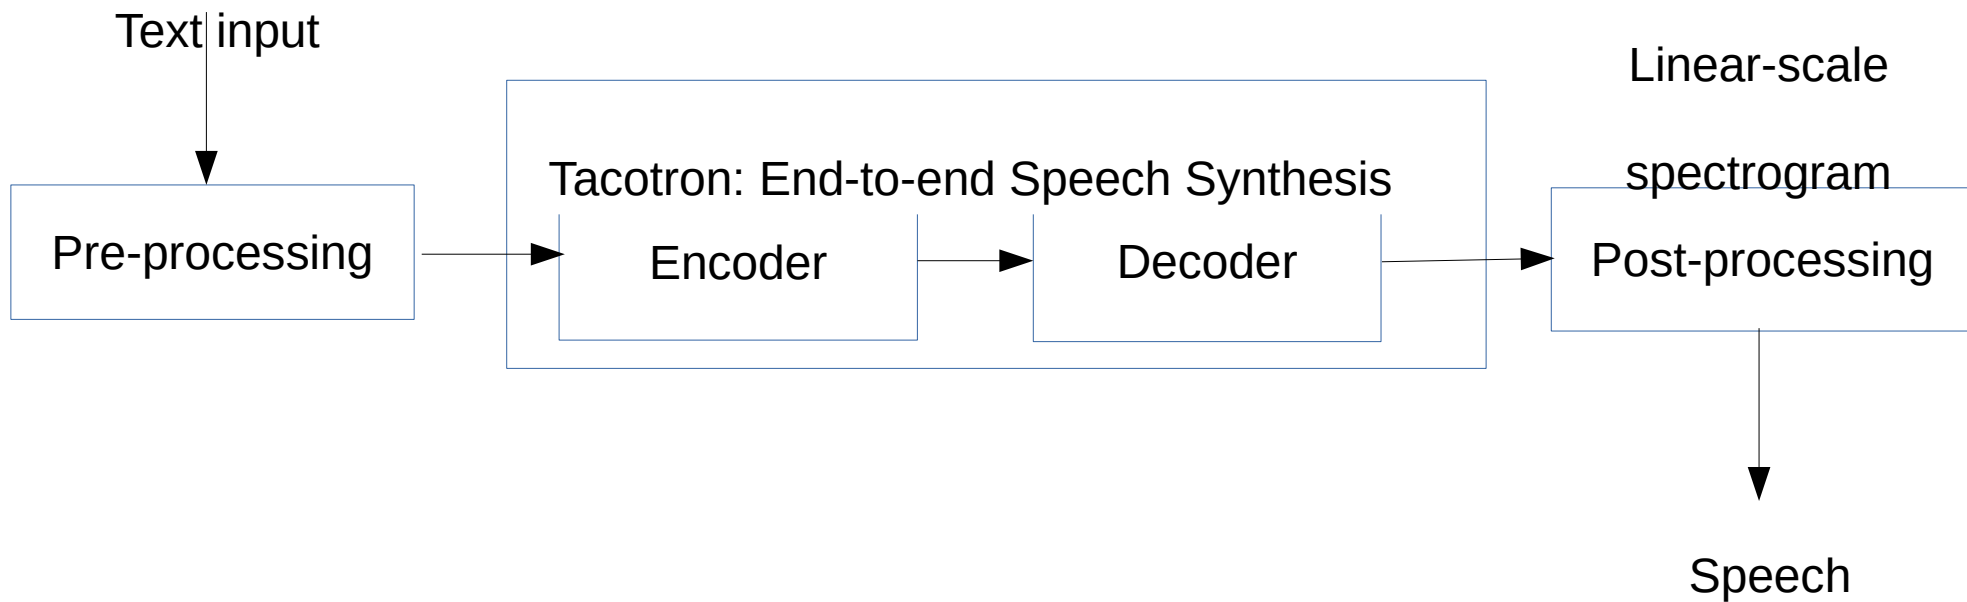 Text input
Linear-scale
spectrogram
Tacotron: End-to-end Speech Synthesis
Pre-processing
Encoder
Decoder
Post-processing
Speech